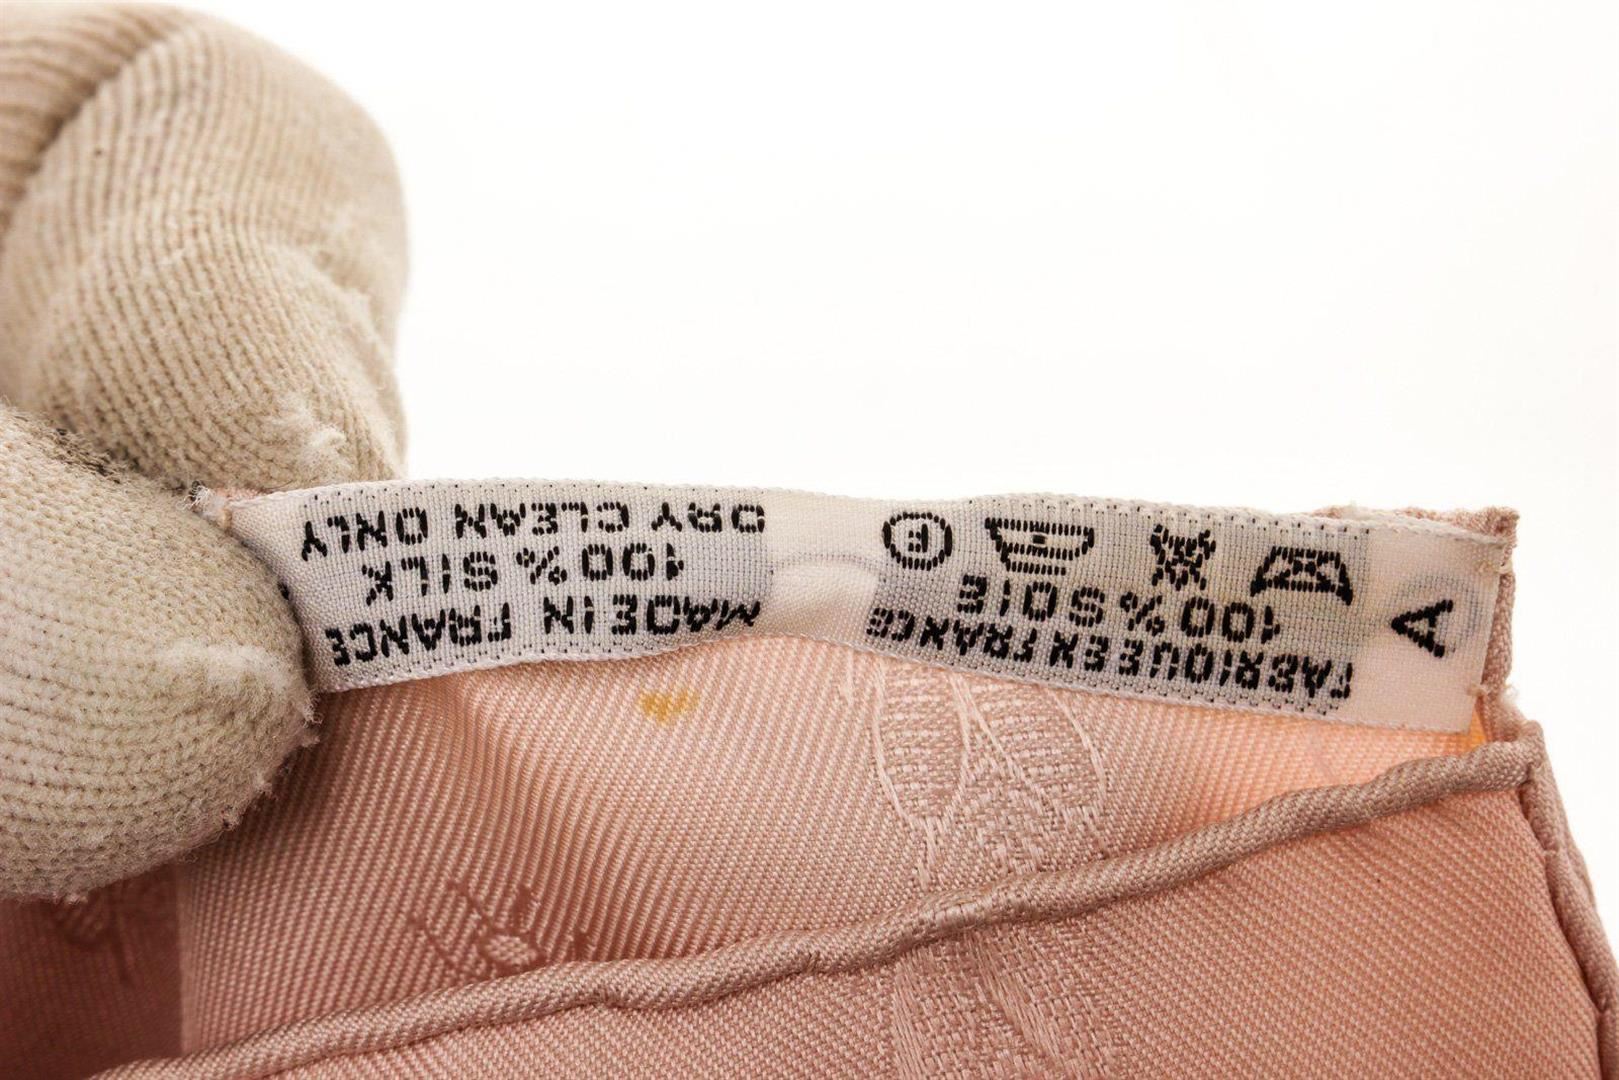 A
FABRIQUE EN FRANCE
100 % SOIE
F
MADE IN FRANCE
100 % SILK
DRY CLEAN ONLY